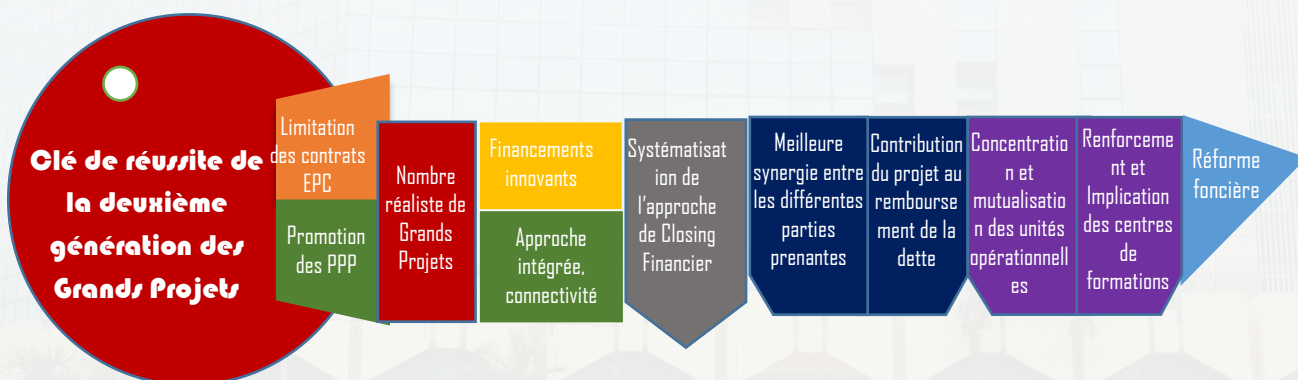 Clé de réussite de
la deuxième
génération des
Grands Projets
Limitation
des contrats
EPC
Promotion
des PPP
Nombre
réaliste de
Grands
Projets
Financements
innovants
Approche
intégrée,
connectivité
Systématisat
ion de
l'approche
de Closing
Financier
Meilleure
synergie entre
les différentes
parties
prenantes
Contribution
du projet au
rembourse
ment de la
dette
Concentratio
n et
mutualisatio
n des unités
opérationnell
es
Renforceme
nt et
Implication
des centres
de
formations
Réforme
foncière